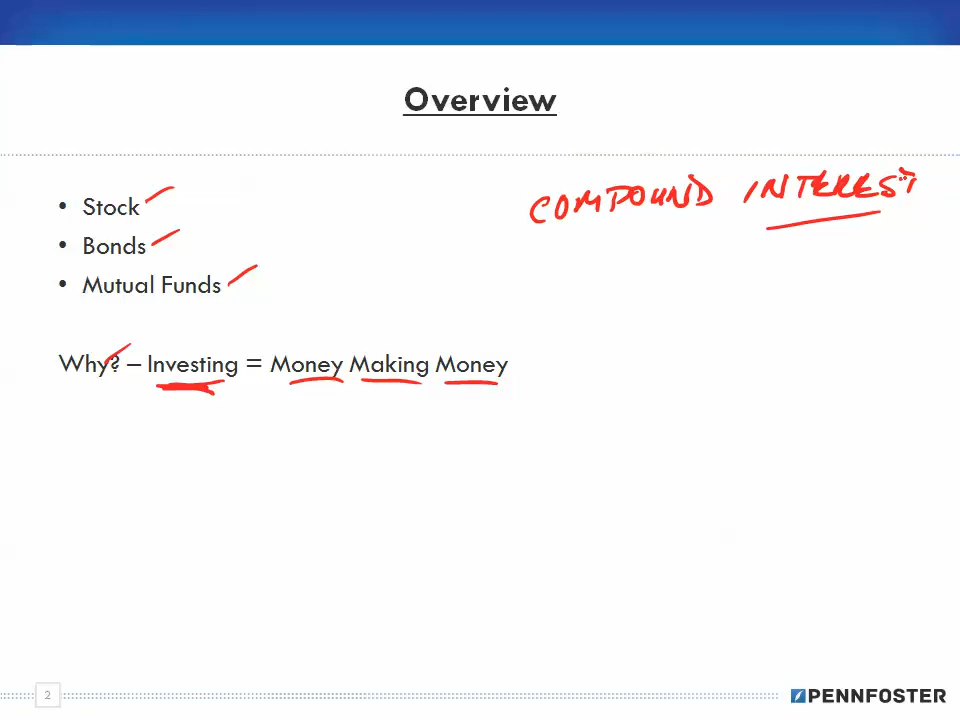 Overview
COMPOUND INTEREST
• Stock
• Bonds
• Mutual Funds
Why? – Investing = Money Making Money
2
PENNFOSTER